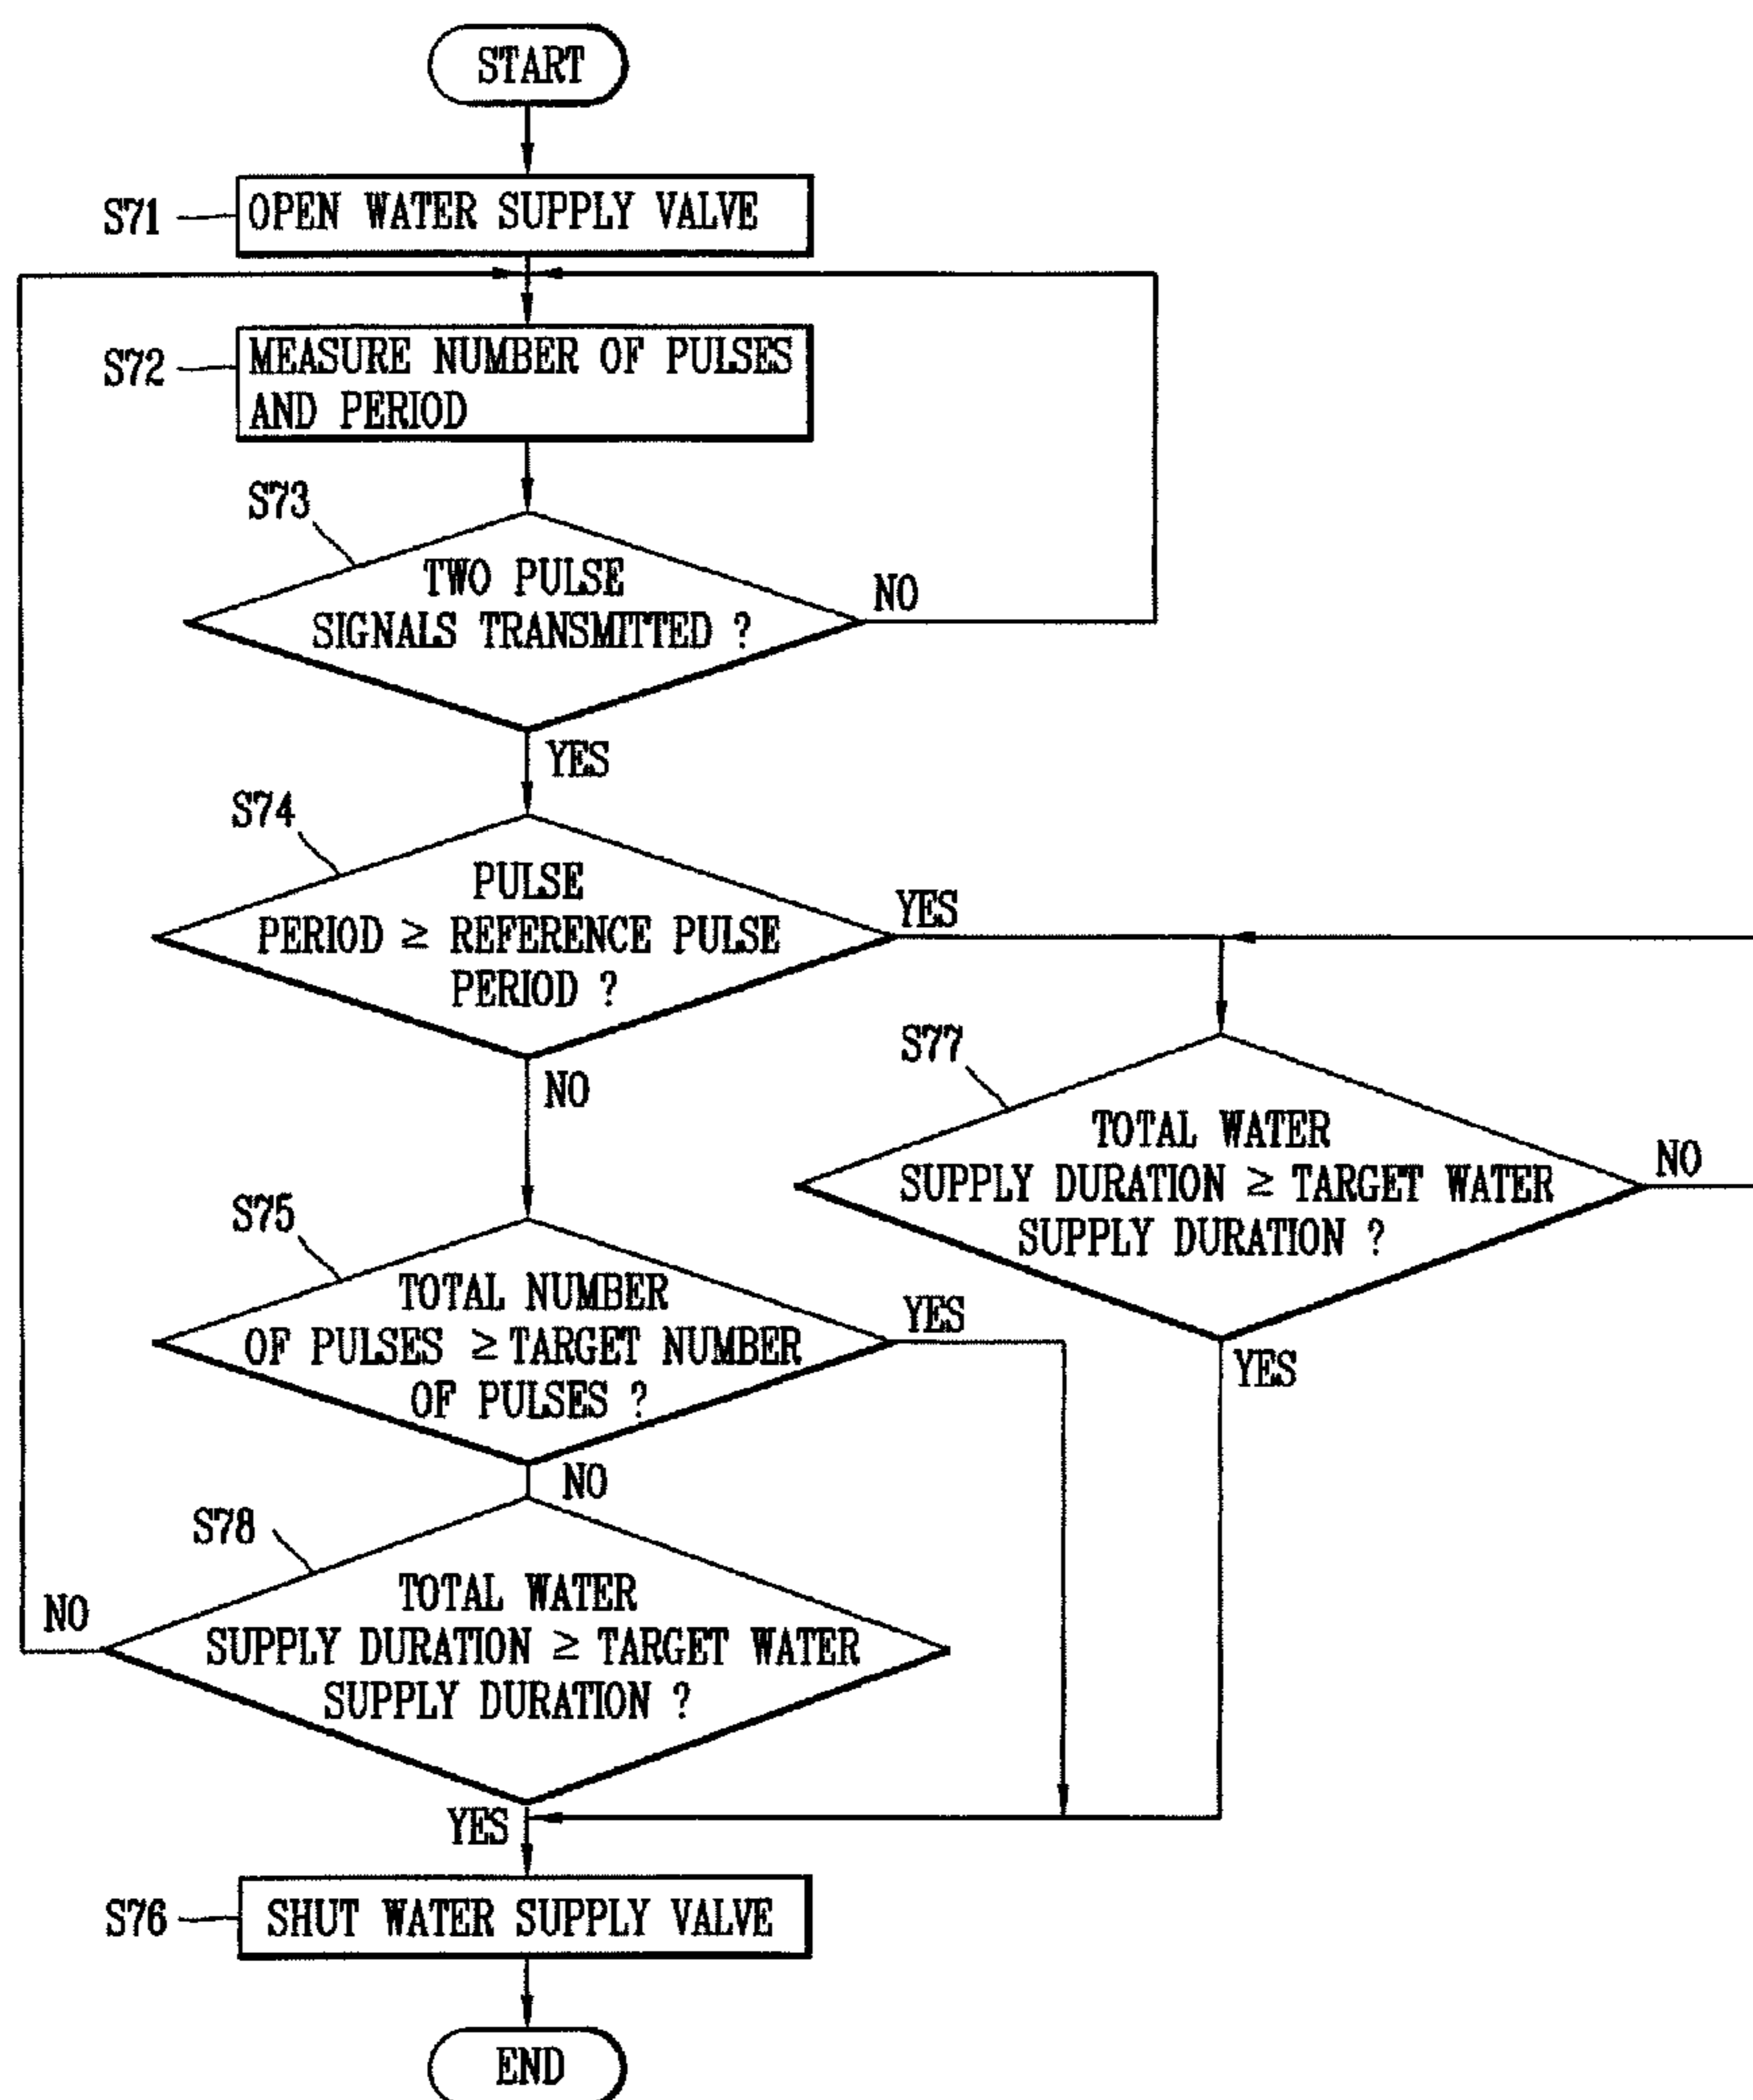 START
S71
OPEN WATER SUPPLY VALVE
S72
MEASURE NUMBER OF PULSES
AND PERIOD
S73
TWO PULSE
SIGNALS TRANSMITTED ?
NO
YES
S74
PULSE
PERIOD ≥ REFERENCE PULSE
PERIOD ?
YES
NO
S77
TOTAL WATER
SUPPLY DURATION ≥ TARGET WATER
SUPPLY DURATION ?
NO
YES
S75
TOTAL NUMBER
OF PULSES ≥ TARGET NUMBER
OF PULSES ?
YES
NO
S78
TOTAL WATER
SUPPLY DURATION ≥ TARGET WATER
SUPPLY DURATION ?
NO
YES
S76
SHUT WATER SUPPLY VALVE
END